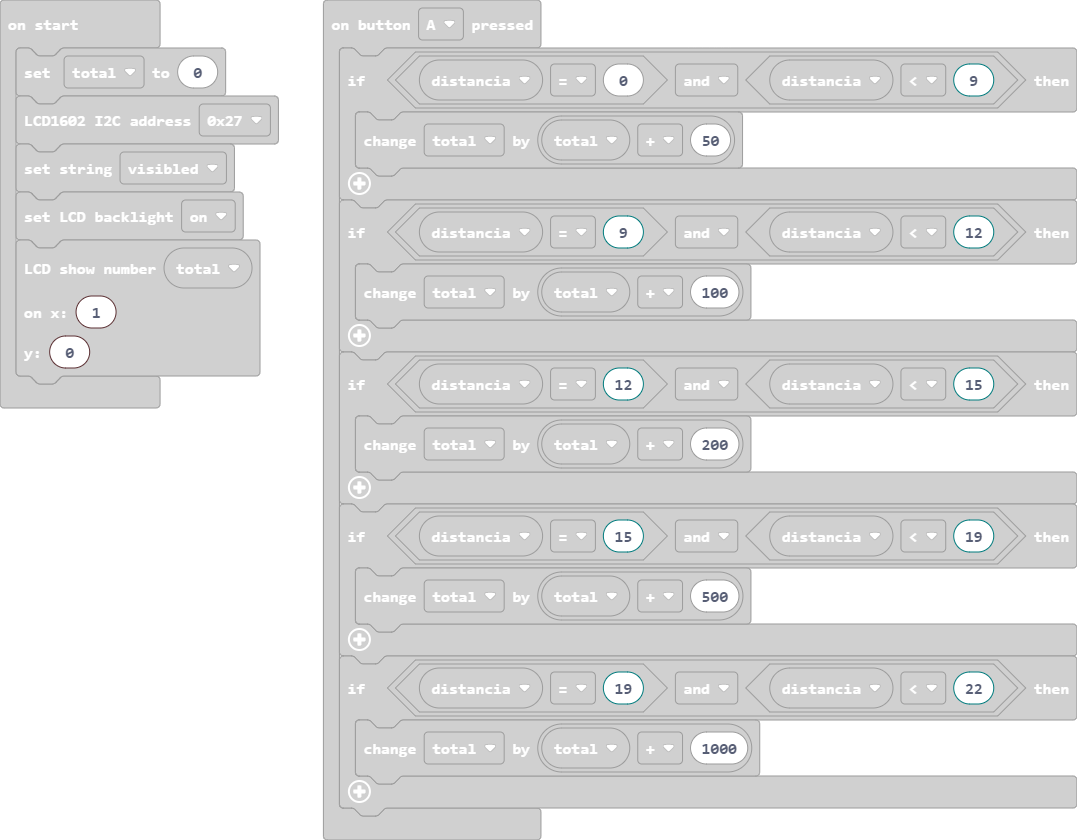 on start
set total to 0
LCD1602 I2C address 0x27
set string visibled
set LCD backlight on
LCD show number total
on x: 1
y: 0
on button A pressed
if distancia = 0 and distancia < 9 then
change total by total + 50
if distancia = 9 and distancia < 12 then
change total by total + 100
if distancia = 12 and distancia < 15 then
change total by total + 200
if distancia = 15 and distancia < 19 then
change total by total + 500
if distancia = 19 and distancia < 22 then
change total by total + 1000